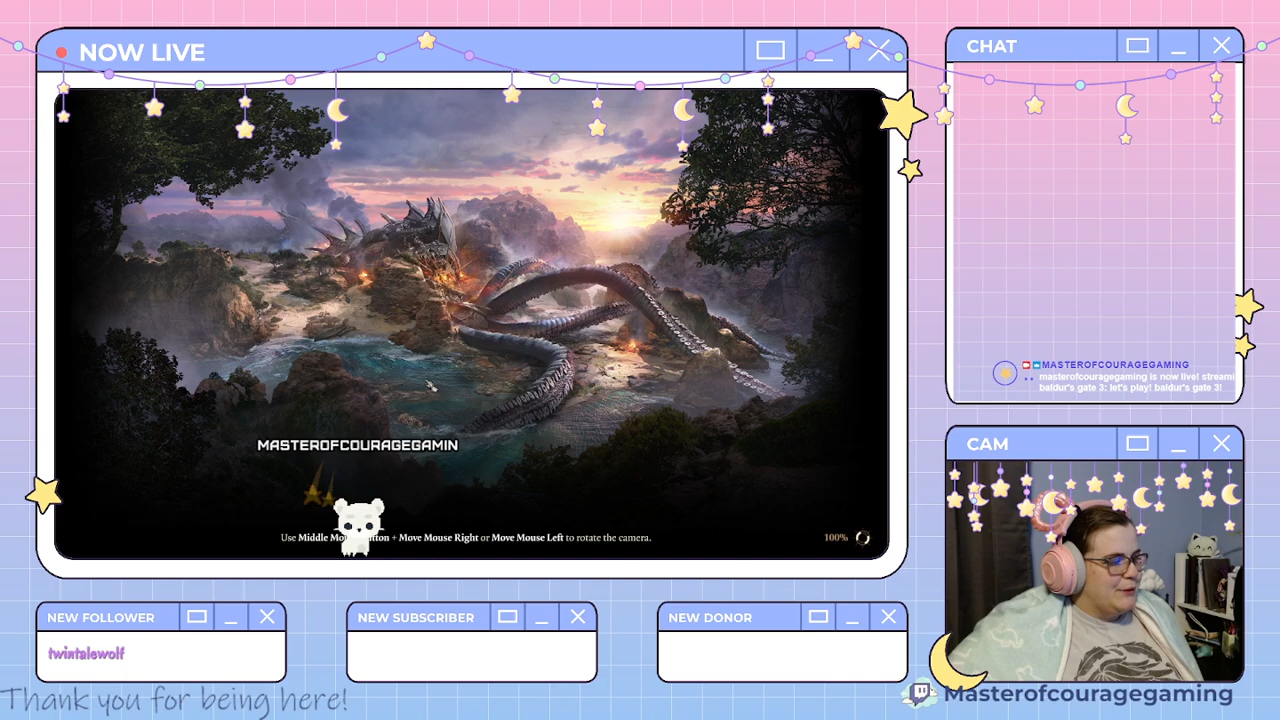 NOW LIVE
CHAT
MASTEROFCOURAGEGAMING
masterofcouragegaming is now live! streami
baldur's gate 3: let's play! baldur's gate 3!
MASTEROFCOURAGEGAMIN
Use Middle Mou tton + Move Mouse Right or Move Mouse Left to rotate the camera.
100%
CAM
NEW FOLLOWER
NEW SUBSCRIBER
NEW DONOR
twintalewolf
Thank you for being here!
Masterofcouragegaming